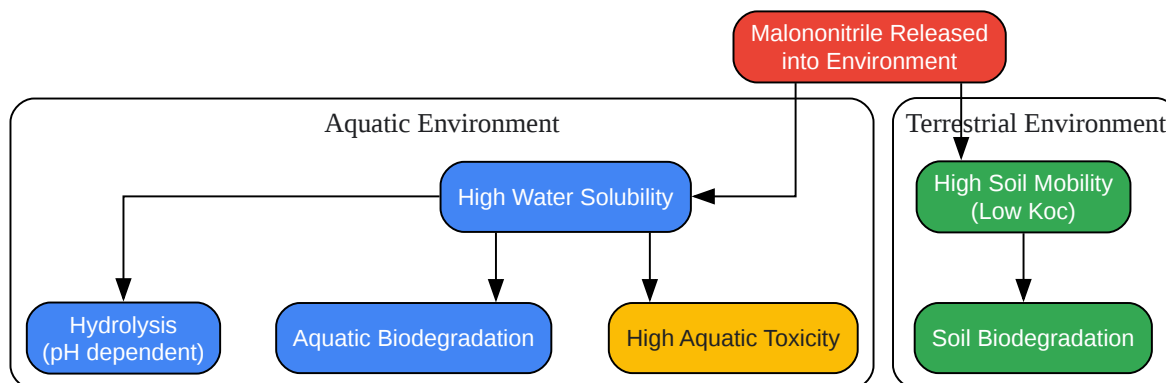 Malononitrile Released
into Environment
Aquatic Environment
Terrestrial Environment
High Water Solubility
High Soil Mobility
(Low Koc)
Hydrolysis
(pH dependent)
Aquatic Biodegradation
High Aquatic Toxicity
Soil Biodegradation